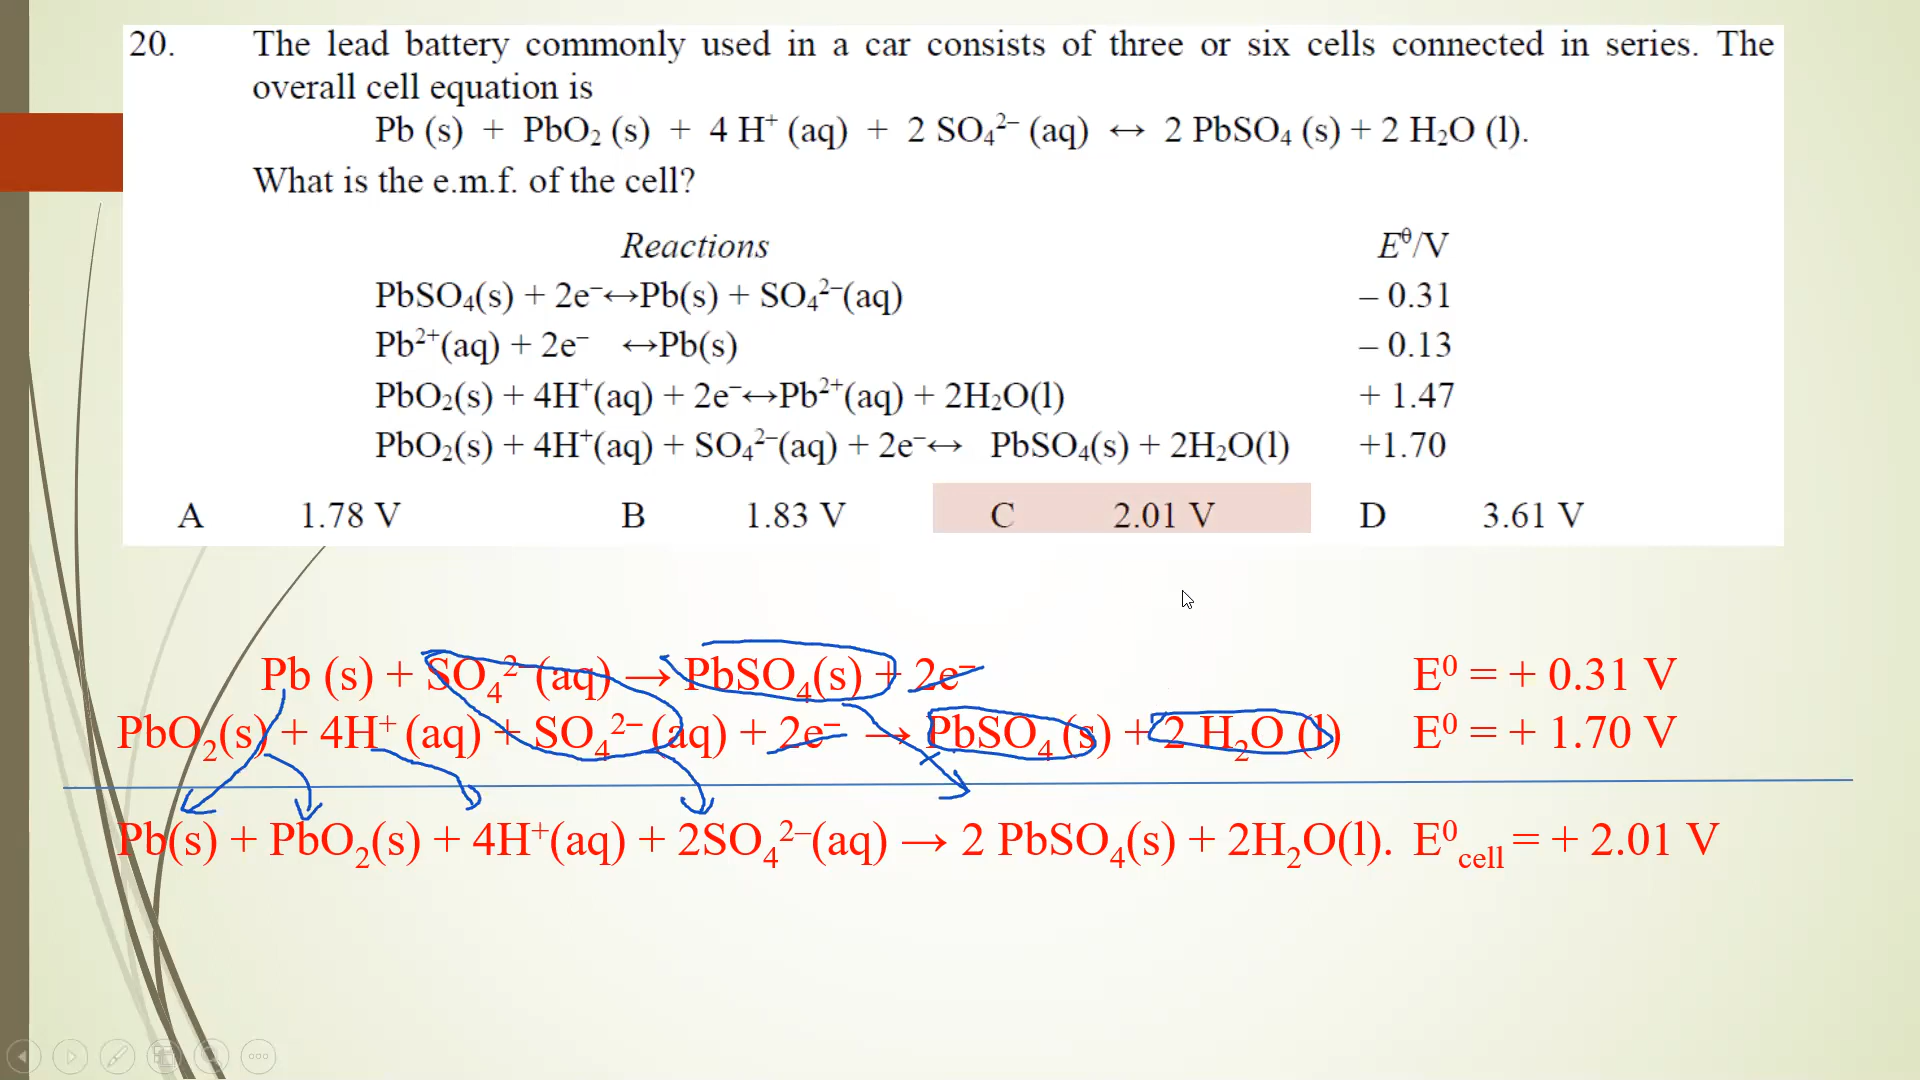 20. The lead battery commonly used in a car consists of three or six cells connected in series. The
overall cell equation is
Pb (s) + PbO₂ (s) + 4 H⁺ (aq) + 2 SO₄²⁻ (aq) ↔ 2 PbSO₄ (s) + 2 H₂O (l).
What is the e.m.f. of the cell?
Reactions E^θ/V
PbSO₄(s) + 2e⁻↔Pb(s) + SO₄²⁻(aq) – 0.31
Pb²⁺(aq) + 2e⁻ ↔Pb(s) – 0.13
PbO₂(s) + 4H⁺(aq) + 2e⁻↔Pb²⁺(aq) + 2H₂O(l) + 1.47
PbO₂(s) + 4H⁺(aq) + SO₄²⁻(aq) + 2e⁻↔ PbSO₄(s) + 2H₂O(l) +1.70
A 1.78 V B 1.83 V C 2.01 V D 3.61 V
Pb (s) + SO₄²⁻(aq) → PbSO₄(s) + 2e⁻ E⁰ = + 0.31 V
PbO₂(s) + 4H⁺ (aq) + SO₄²⁻ (aq) + 2e⁻ → PbSO₄ (s) + 2 H₂O (l) E⁰ = + 1.70 V
Pb(s) + PbO₂(s) + 4H⁺(aq) + 2SO₄²⁻(aq) → 2 PbSO₄(s) + 2H₂O(l). E⁰cell = + 2.01 V